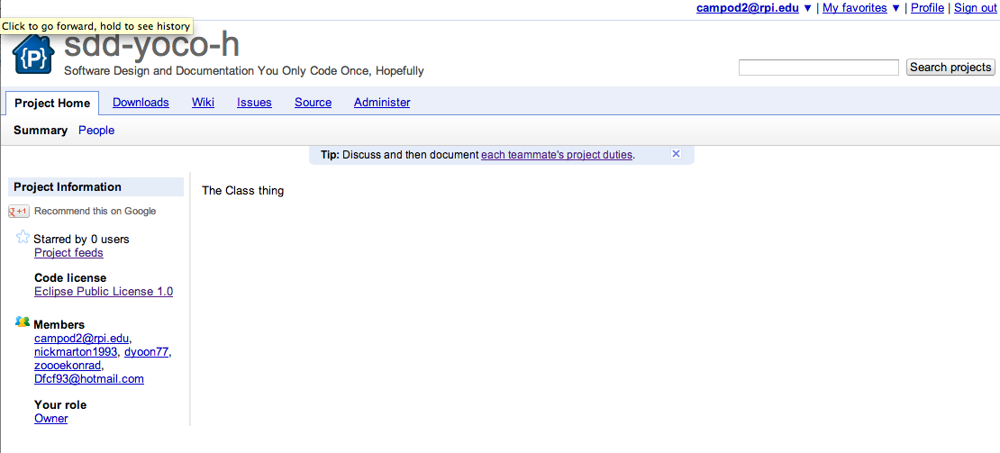 campod2@rpi.edu ▼ | My favorites ▼ | Profile | Sign out
Click to go forward, hold to see history
{P}
sdd-yoco-h
Software Design and Documentation You Only Code Once, Hopefully
Search projects
Project Home Downloads Wiki Issues Source Administer
Summary People
Tip: Discuss and then document each teammate's project duties.
Project Information
g +1 Recommend this on Google
Starred by 0 users
Project feeds
Code license
Eclipse Public License 1.0
Members
campod2@rpi.edu,
nickmarton1993, dyoon77,
zoooekonrad,
Dfcf93@hotmail.com
Your role
Owner
The Class thing